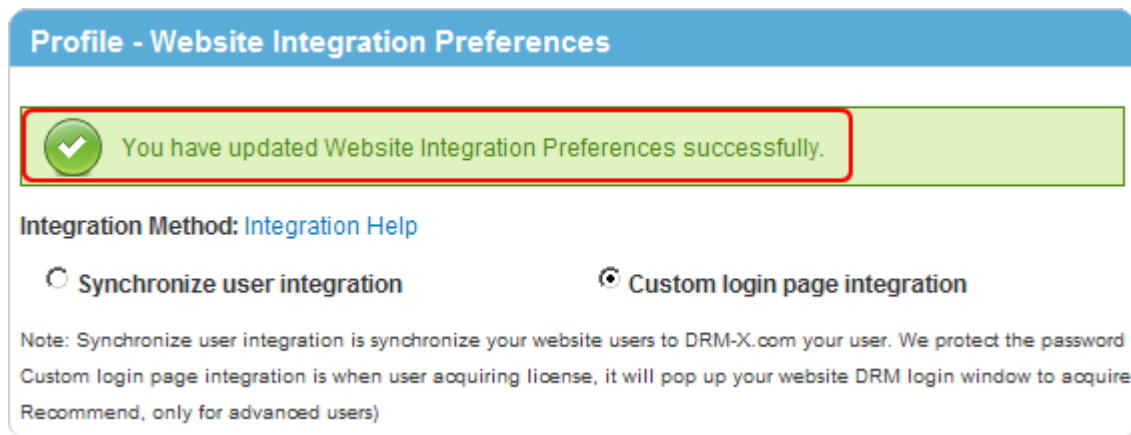 Profile - Website Integration Preferences
You have updated Website Integration Preferences successfully.
Integration Method: Integration Help
Synchronize user integration Custom login page integration
Note: Synchronize user integration is synchronize your website users to DRM-X.com your user. We protect the password
Custom login page integration is when user acquiring license, it will pop up your website DRM login window to acquire
Recommend, only for advanced users)